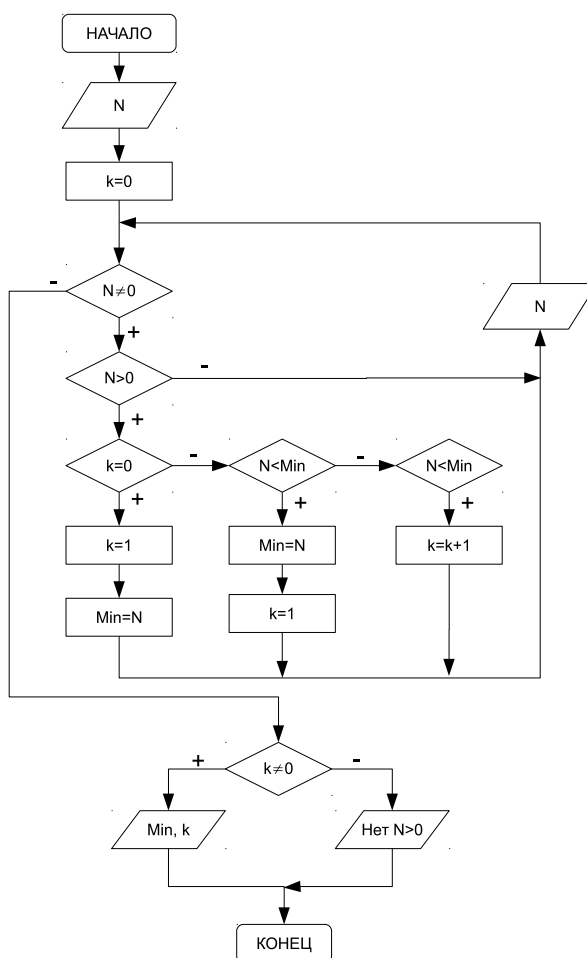 НАЧАЛО
N
k=0
-
N≠0
N
+
N>0
-
+
k=0
-
N<Min
-
N<Min
+
+
+
k=1
Min=N
k=k+1
Min=N
k=1
+
k≠0
-
Min, k
Нет N>0
КОНЕЦ